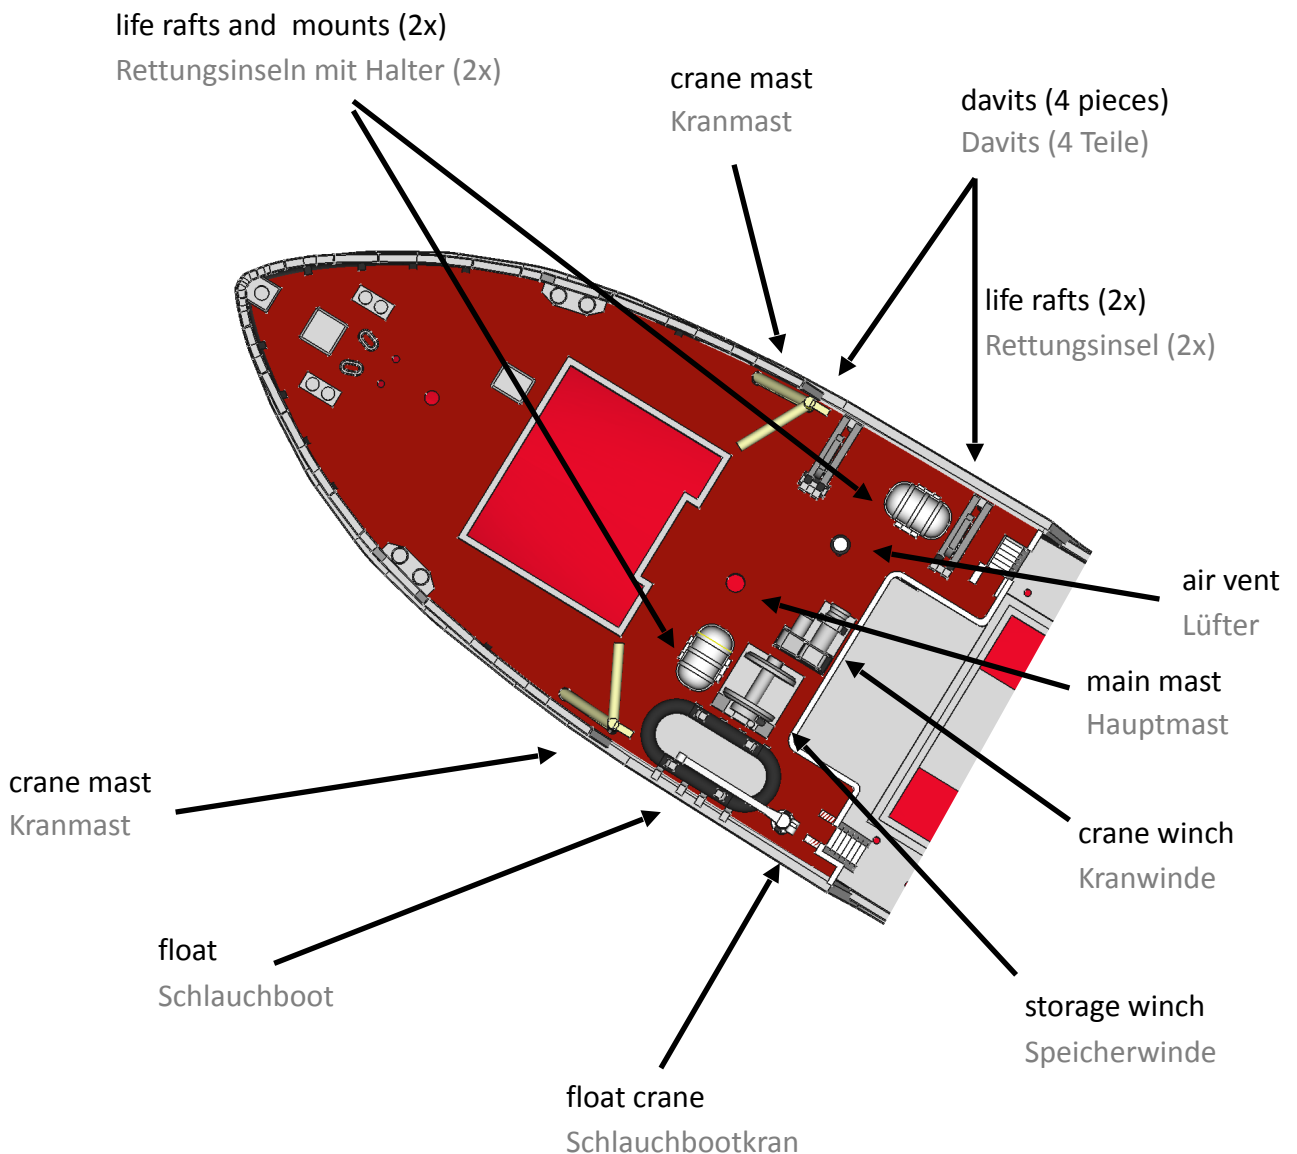 life rafts and  mounts (2x)
Rettungsinseln mit Halter (2x)
crane mast
Kranmast
davits (4 pieces)
Davits (4 Teile)
life rafts (2x)
Rettungsinsel (2x)
air vent
Lüfter
main mast
Hauptmast
crane mast
Kranmast
crane winch
Kranwinde
float
Schlauchboot
storage winch
Speicherwinde
float crane
Schlauchbootkran